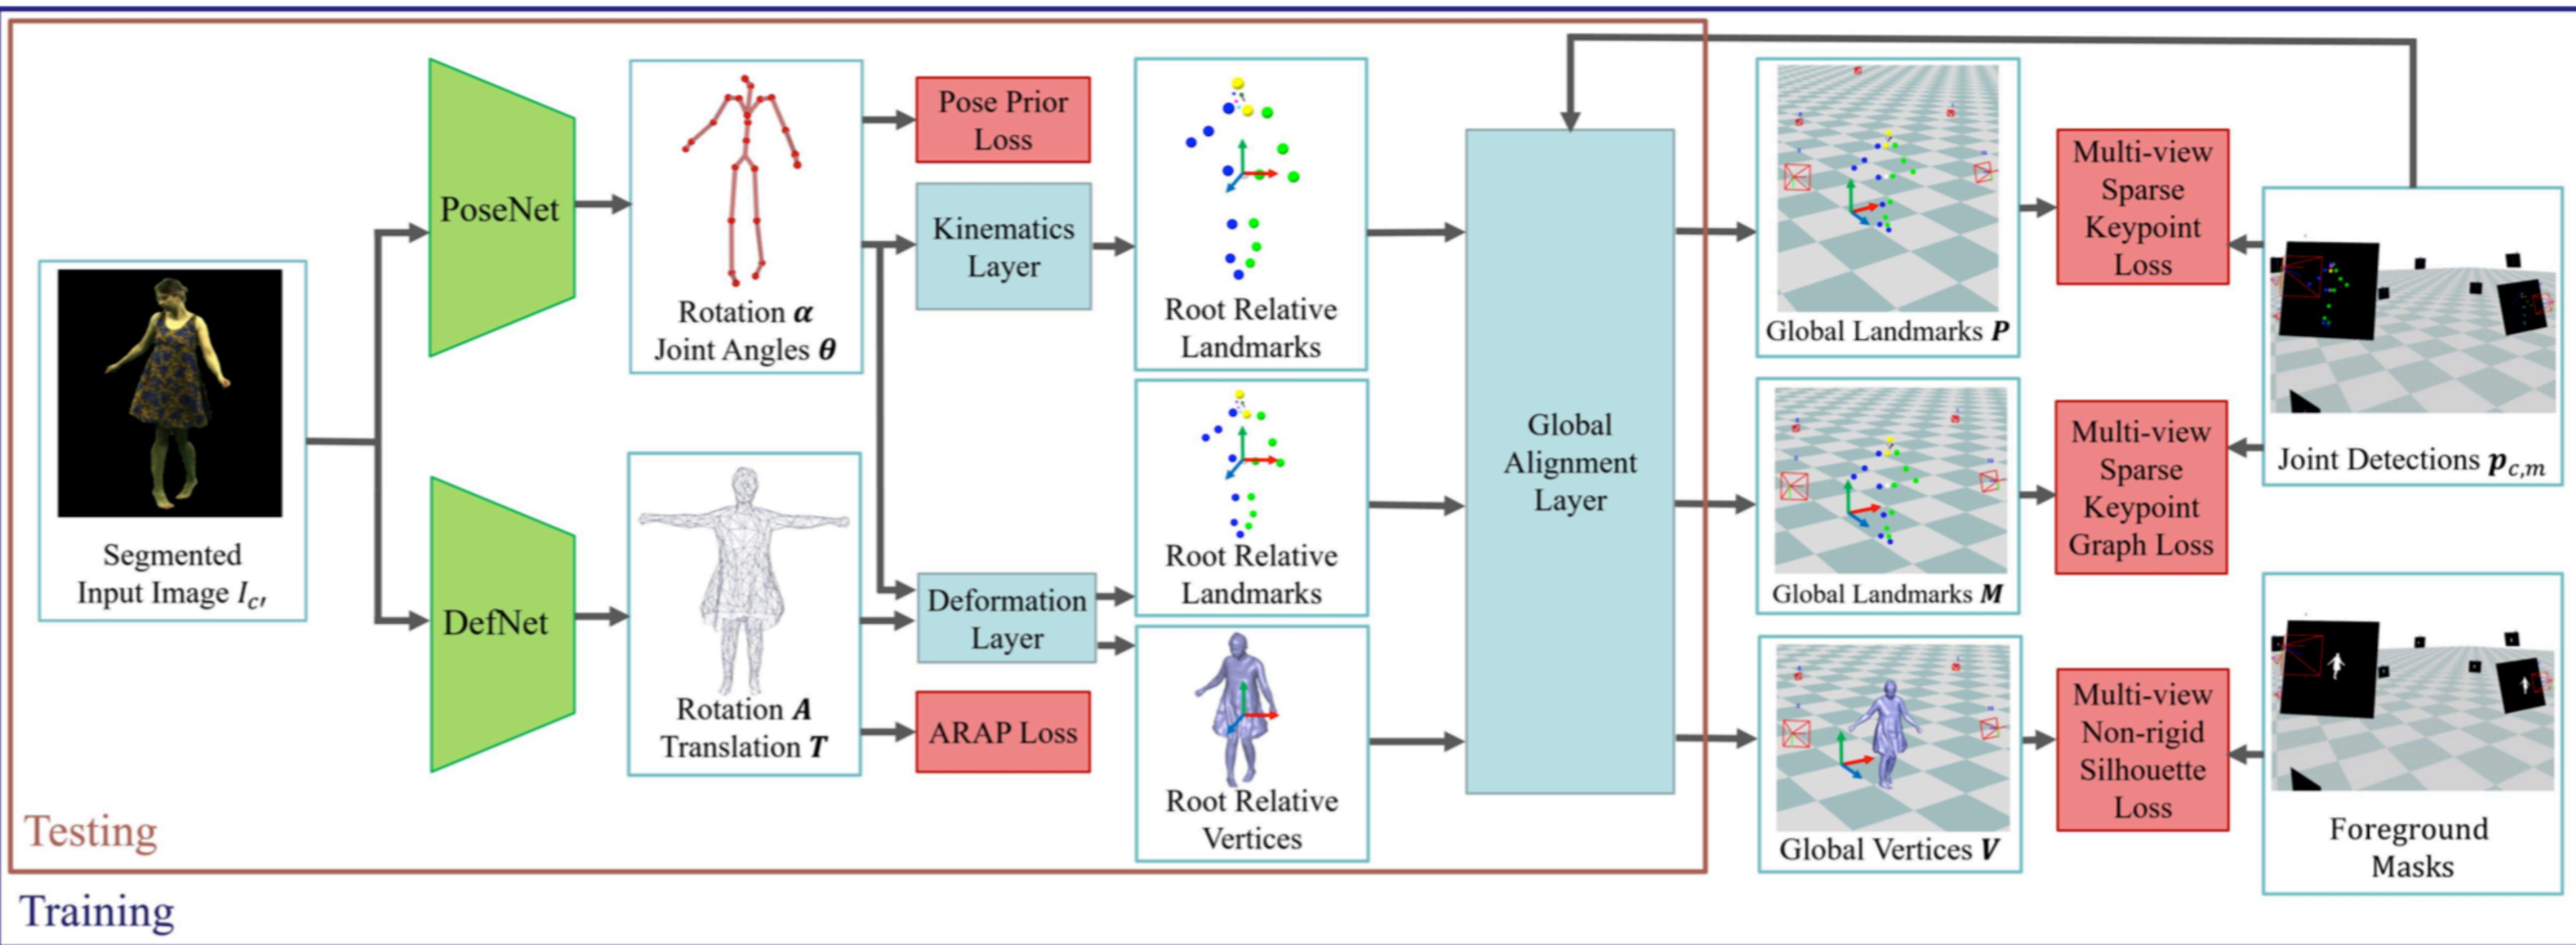 Segmented
Input Image I_c′
PoseNet
DefNet
Rotation α
Joint Angles θ
Rotation A
Translation T
Pose Prior
Loss
Kinematics
Layer
Deformation
Layer
ARAP Loss
Root Relative
Landmarks
Root Relative
Landmarks
Root Relative
Vertices
Global
Alignment
Layer
Global Landmarks P
Global Landmarks M
Global Vertices V
Multi-view
Sparse
Keypoint
Loss
Multi-view
Sparse
Keypoint
Graph Loss
Multi-view
Non-rigid
Silhouette
Loss
Joint Detections p_c,m
Foreground
Masks
Testing
Training